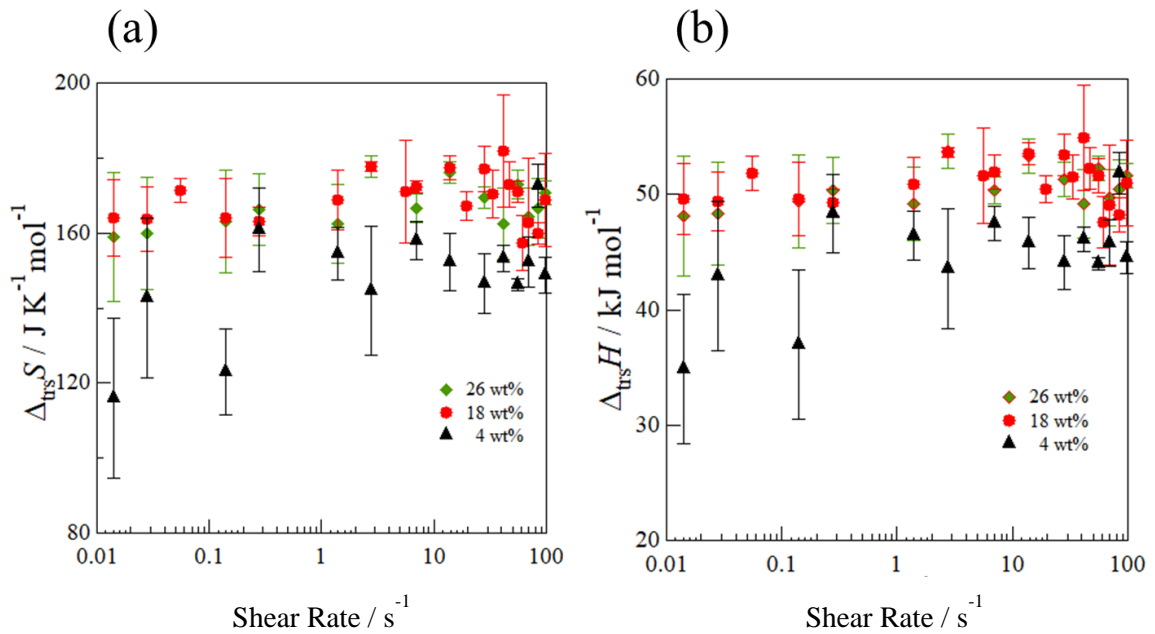 (a)
200
160
120
80
Δtrs S / J K⁻¹ mol⁻¹
0.01 0.1 1 10 100
Shear Rate / s⁻¹
26 wt%
18 wt%
4 wt%
(b)
60
50
40
30
20
Δtrs H / kJ mol⁻¹
0.01 0.1 1 10 100
Shear Rate / s⁻¹
26 wt%
18 wt%
4 wt%